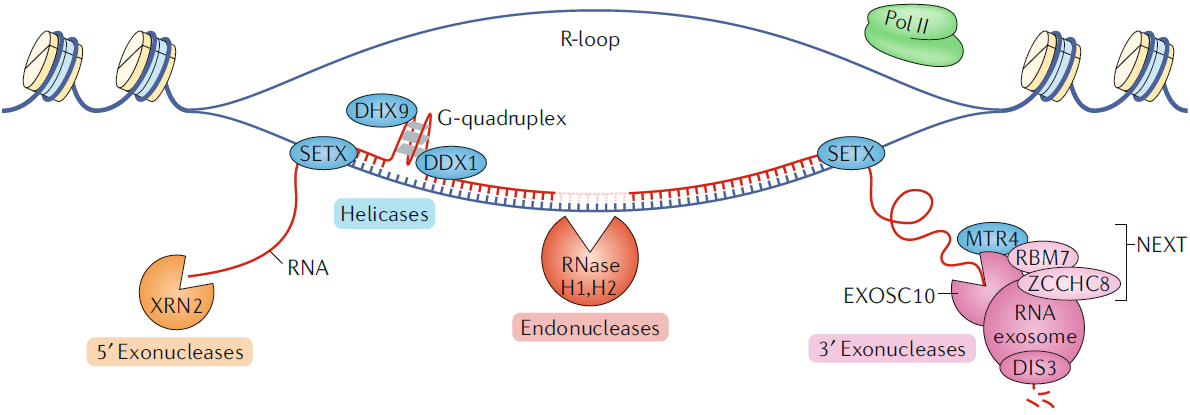 R-loop
Pol II
DHX9
G-quadruplex
SETX
DDX1
SETX
Helicases
RNA
XRN2
5′ Exonucleases
RNase
H1,H2
Endonucleases
MTR4
RBM7
ZCCHC8
NEXT
EXOSC10
RNA
exosome
DIS3
3′ Exonucleases